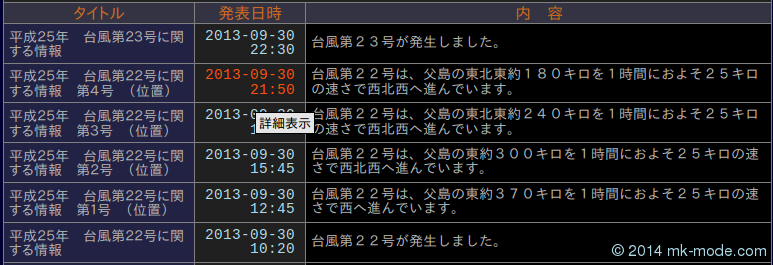 タイトル 発表日時 内　容
平成25年　台風第23号に関する情報
2013-09-30
22:30
台風第２３号が発生しました。
平成25年　台風第22号に関する情報　第4号　(位置)
2013-09-30
21:50
台風第２２号は、父島の東北東約１８０キロを１時間におよそ２５キロ
の速さで西北西へ進んでいます。
平成25年　台風第22号に関する情報　第3号　(位置)
2013-09-30
詳細表示
台風第２２号は、父島の東北東約２４０キロを１時間におよそ２５キロ
の速さで西北西へ進んでいます。
平成25年　台風第22号に関する情報　第2号　(位置)
2013-09-30
15:45
台風第２２号は、父島の東約３００キロを１時間におよそ２５キロの速
さで西北西へ進んでいます。
平成25年　台風第22号に関する情報　第1号　(位置)
2013-09-30
12:45
台風第２２号は、父島の東約３７０キロを１時間におよそ２５キロの速
さで西へ進んでいます。
平成25年　台風第22号に関する情報
2013-09-30
10:20
台風第２２号が発生しました。
© 2014 mk-mode.com